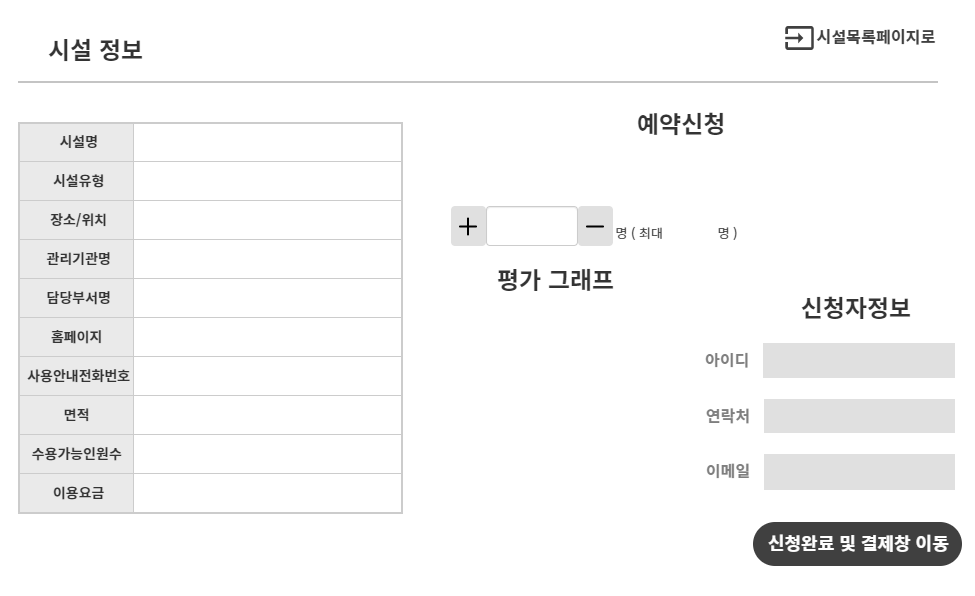 시설 정보
시설목록페이지로
시설명
시설유형
장소/위치
관리기관명
담당부서명
홈페이지
사용안내전화번호
면적
수용가능인원수
이용요금
예약신청
명 ( 최대 명 )
평가 그래프
신청자정보
아이디
연락처
이메일
신청완료 및 결제창 이동